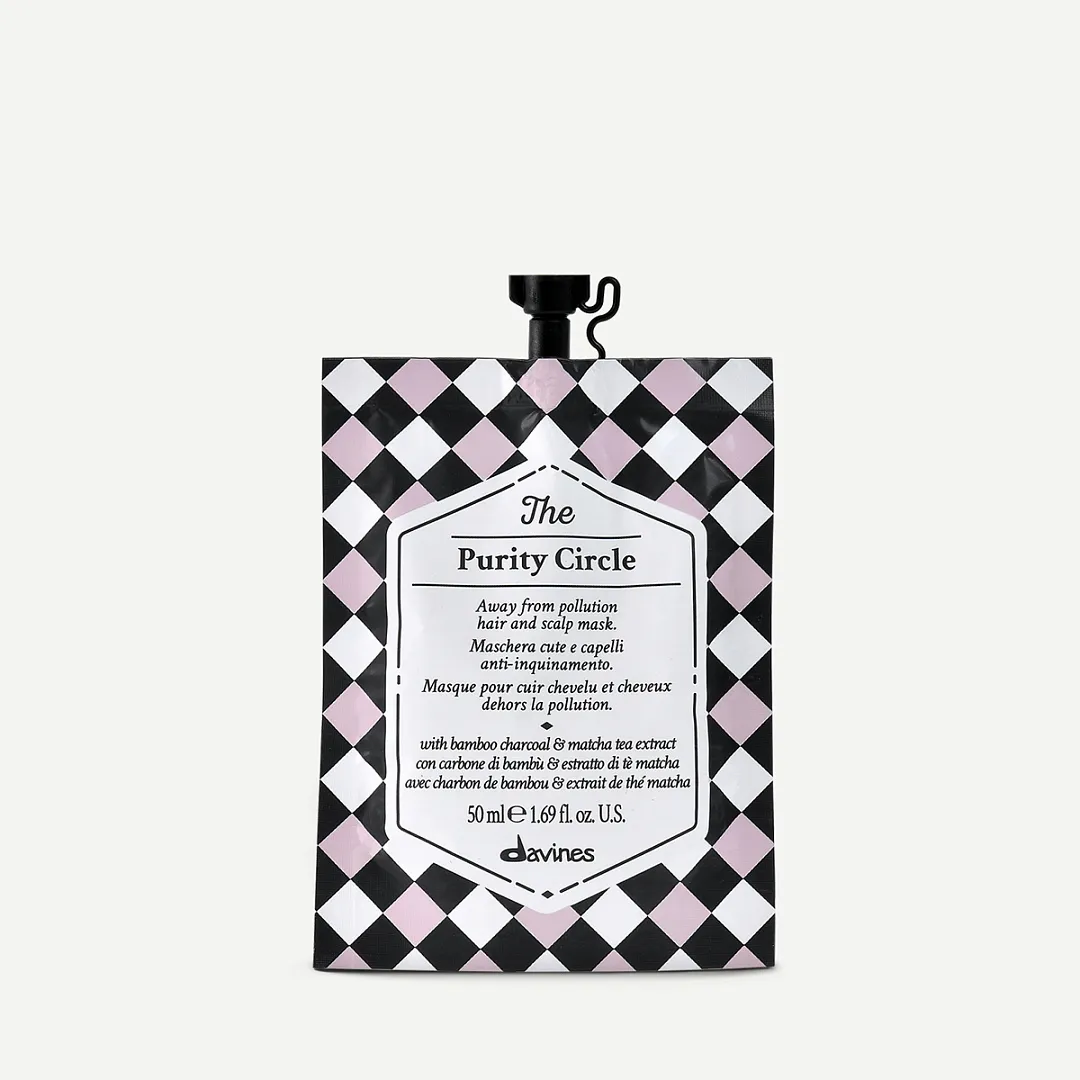 The
Purity Circle
Away from pollution
hair and scalp mask.
Maschera cute e capelli
anti-inquinamento.
Masque pour cuir chevelu et cheveux
dehors la pollution.
with bamboo charcoal & matcha tea extract
con carbone di bambù & estratto di tè matcha
avec charbon de bambou & extrait de thé matcha
50 ml ℮ 1.69 fl. oz. U.S.
davines